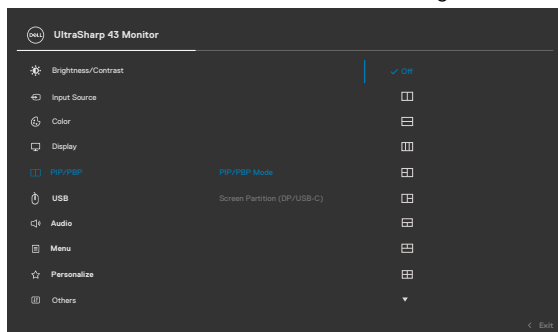 DELL UltraSharp 43 Monitor
Brightness/Contrast
Off
Input Source
Color
Display
PIP/PBP PIP/PBP Mode
USB Screen Partition (DP/USB-C)
Audio
Menu
Personalize
Others
Exit